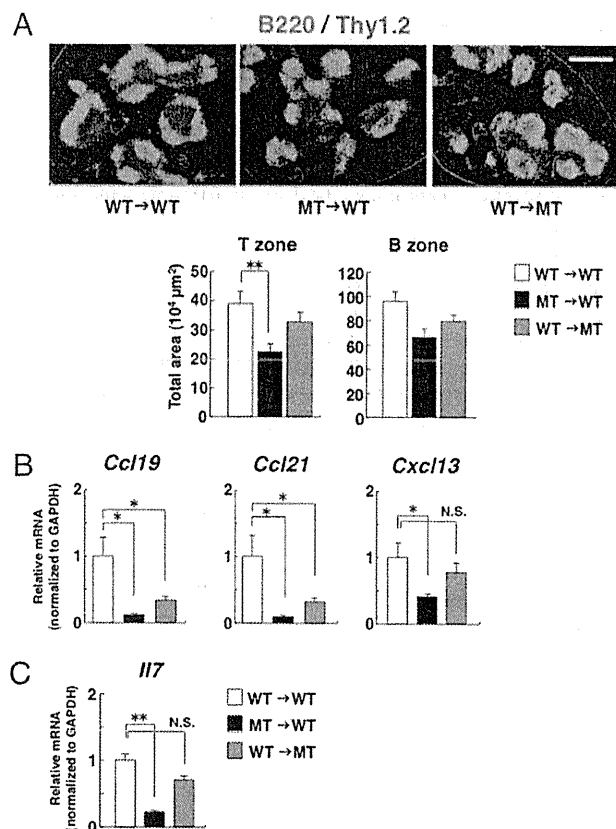 A
B220 / Thy1.2
WT→WT
MT→WT
WT→MT
T zone
B zone
Total area (10⁴ μm²)
50
40
30
20
10
0
**
120
100
80
60
40
20
0
WT→WT
MT→WT
WT→MT
B
Ccl19
Ccl21
Cxcl13
Relative mRNA
(normalized to GAPDH)
2
1
0
*
*
2
1
0
*
*
2
1
0
*
N.S.
C
Il7
Relative mRNA
(normalized to GAPDH)
2
1
0
**
N.S.
WT→WT
MT→WT
WT→MT